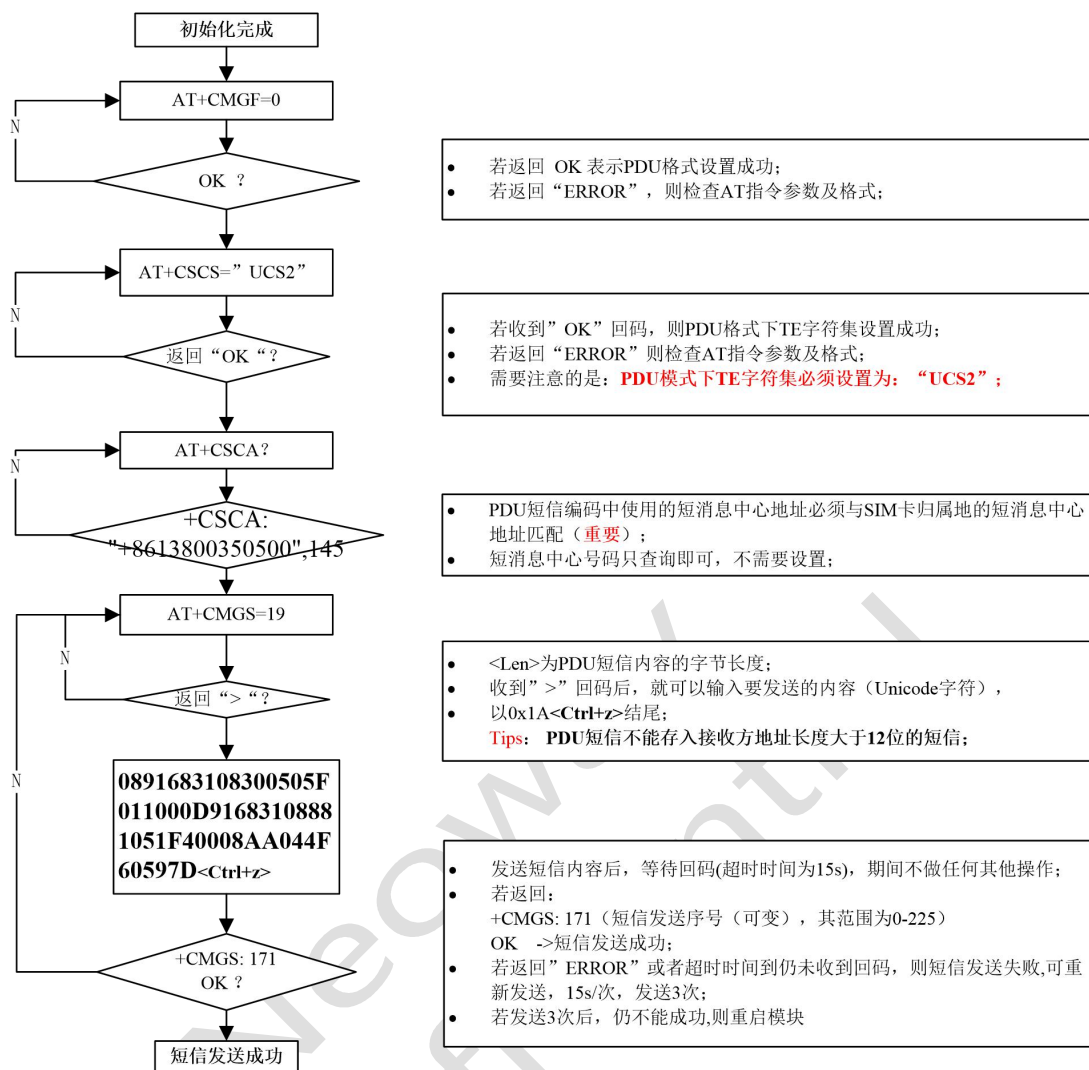 初始化完成
AT+CMGF=0
N
OK ？
• 若返回 OK 表示PDU格式设置成功；
• 若返回“ERROR”，则检查AT指令参数及格式；
AT+CSCS=”UCS2”
N
返回“OK“？
• 若收到”OK”回码，则PDU格式下TE字符集设置成功；
• 若返回“ERROR”则检查AT指令参数及格式；
• 需要注意的是：PDU模式下TE字符集必须设置为：“UCS2”；
AT+CSCA？
N
+CSCA:
"+8613800350500",145
• PDU短信编码中使用的短消息中心地址必须与SIM卡归属地的短消息中心
地址匹配（重要）；
• 短消息中心号码只查询即可，不需要设置；
AT+CMGS=19
N
返回“>“？
• <Len>为PDU短信内容的字节长度；
• 收到”>”回码后，就可以输入要发送的内容（Unicode字符），
• 以0x1A<Ctrl+z>结尾；
Tips： PDU短信不能存入接收方地址长度大于12位的短信；
N
0891683108300505F
011000D9168310888
1051F40008AA044F
60597D<Ctrl+z>
+CMGS: 171
OK ？
• 发送短信内容后，等待回码(超时时间为15s)，期间不做任何其他操作；
• 若返回：
+CMGS: 171（短信发送序号（可变），其范围为0-225）
OK ->短信发送成功；
• 若返回”ERROR”或者超时时间到仍未收到回码，则短信发送失败,可重
新发送，15s/次，发送3次；
• 若发送3次后，仍不能成功,则重启模块
短信发送成功
Neoway